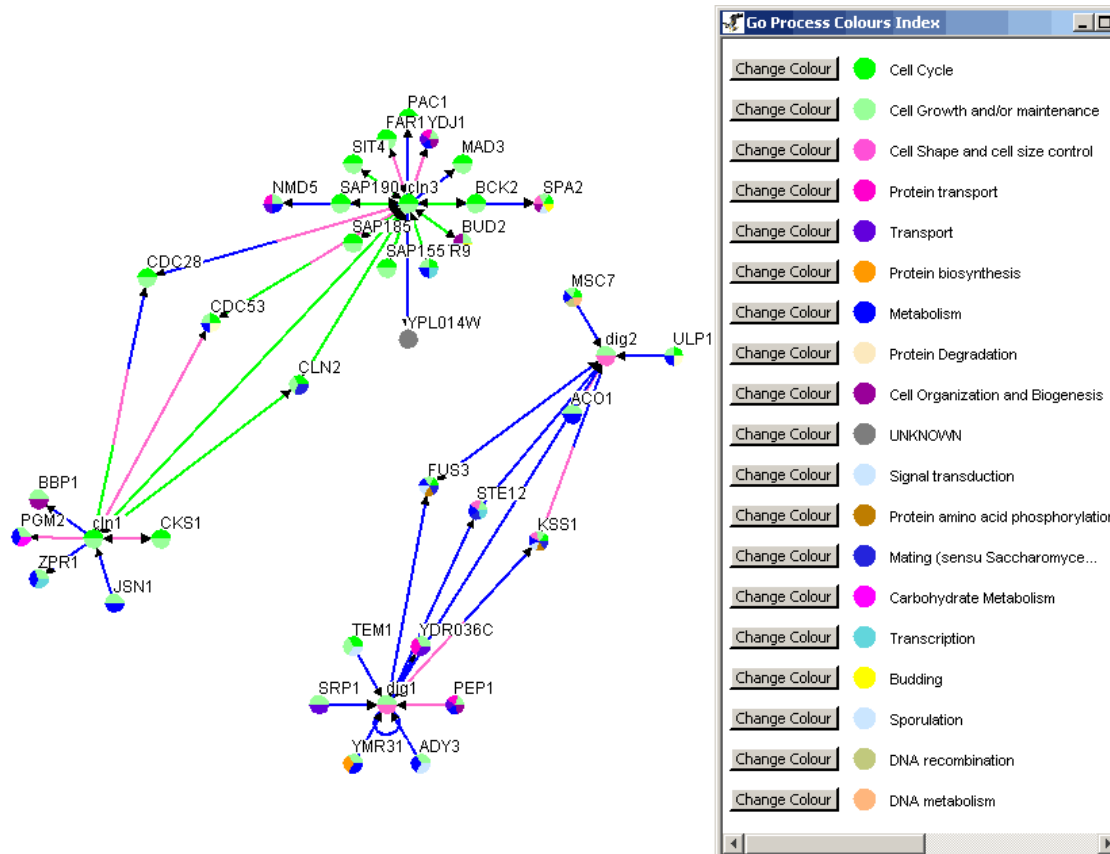 PAC1
FAR1 YDJ1
SIT4
MAD3
NMD5
SAP190 cln3
BCK2
SPA2
SAP185
BUD2
CDC28
SAP155 R9
MSC7
CDC53
YPL014W
dig2
ULP1
CLN2
ACO1
BBP1
FUS3
STE12
PGM2
cln1
CKS1
KSS1
ZPR1
JSN1
TEM1
YDR036C
SRP1
dig1
PEP1
YMR31
ADY3
Go Process Colours Index
Change Colour Cell Cycle
Change Colour Cell Growth and/or maintenance
Change Colour Cell Shape and cell size control
Change Colour Protein transport
Change Colour Transport
Change Colour Protein biosynthesis
Change Colour Metabolism
Change Colour Protein Degradation
Change Colour Cell Organization and Biogenesis
Change Colour UNKNOWN
Change Colour Signal transduction
Change Colour Protein amino acid phosphorylation
Change Colour Mating (sensu Saccharomyce...
Change Colour Carbohydrate Metabolism
Change Colour Transcription
Change Colour Budding
Change Colour Sporulation
Change Colour DNA recombination
Change Colour DNA metabolism